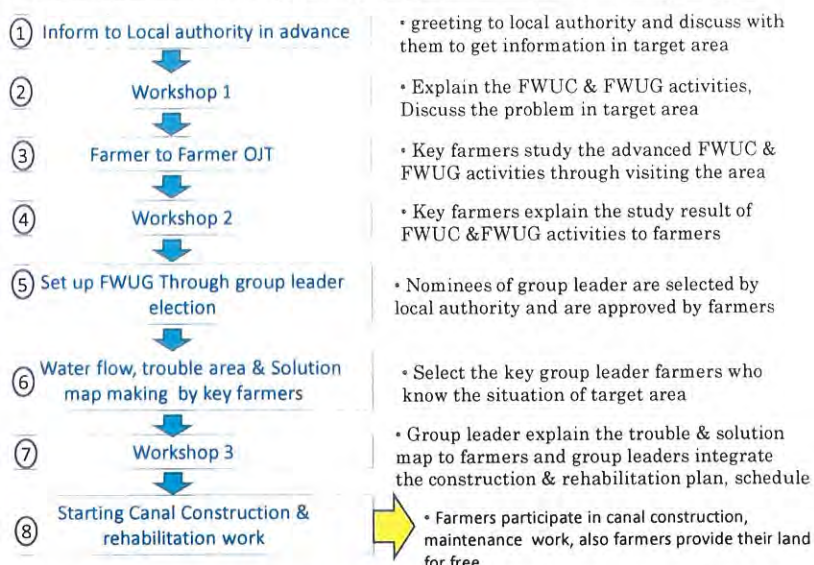 ① Inform to Local authority in advance
• greeting to local authority and discuss with
them to get information in target area
② Workshop 1
• Explain the FWUC & FWUG activities,
Discuss the problem in target area
③ Farmer to Farmer OJT
• Key farmers study the advanced FWUC &
FWUG activities through visiting the area
④ Workshop 2
• Key farmers explain the study result of
FWUC &FWUG activities to farmers
⑤ Set up FWUG Through group leader
election
• Nominees of group leader are selected by
local authority and are approved by farmers
⑥ Water flow, trouble area & Solution
map making by key farmers
• Select the key group leader farmers who
know the situation of target area
⑦ Workshop 3
• Group leader explain the trouble & solution
map to farmers and group leaders integrate
the construction & rehabilitation plan, schedule
⑧ Starting Canal Construction &
rehabilitation work
• Farmers participate in canal construction,
maintenance work, also farmers provide their land
for free